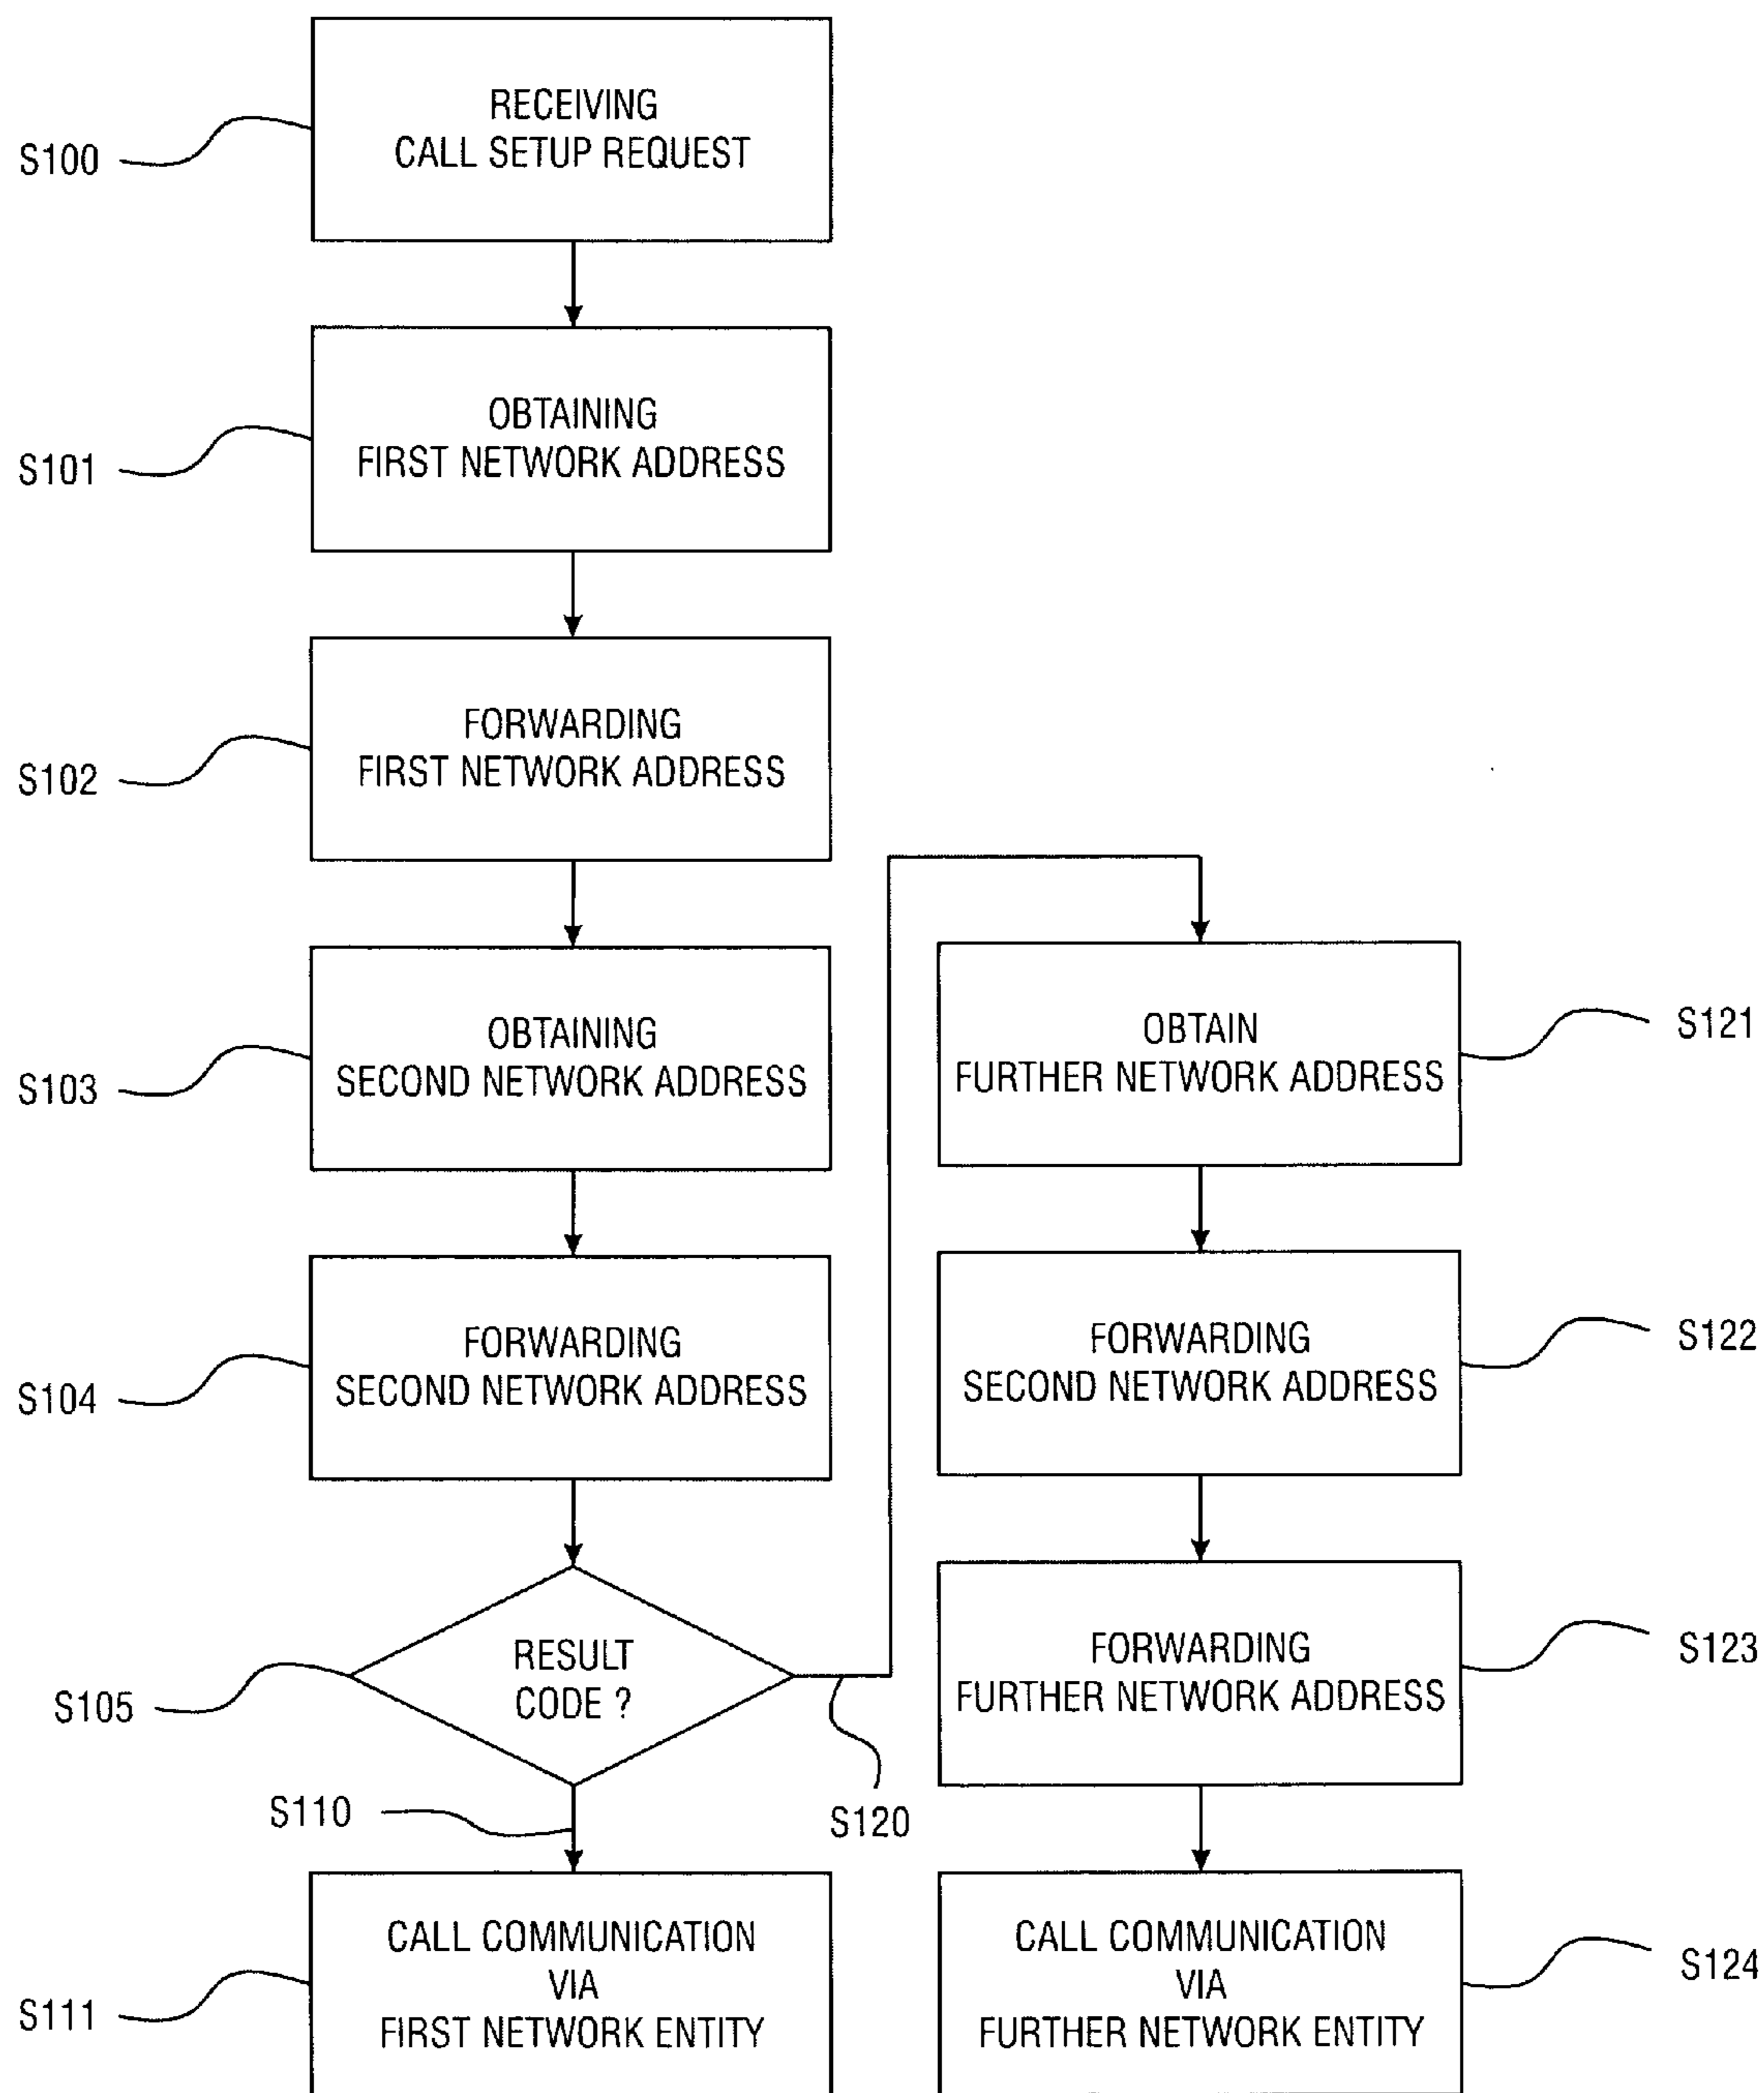 RECEIVING
CALL SETUP REQUEST
S100
OBTAINING
FIRST NETWORK ADDRESS
S101
FORWARDING
FIRST NETWORK ADDRESS
S102
OBTAINING
SECOND NETWORK ADDRESS
S103
FORWARDING
SECOND NETWORK ADDRESS
S104
RESULT
CODE ?
S105
S110
S120
CALL COMMUNICATION
VIA
FIRST NETWORK ENTITY
S111
OBTAIN
FURTHER NETWORK ADDRESS
S121
FORWARDING
SECOND NETWORK ADDRESS
S122
FORWARDING
FURTHER NETWORK ADDRESS
S123
CALL COMMUNICATION
VIA
FURTHER NETWORK ENTITY
S124